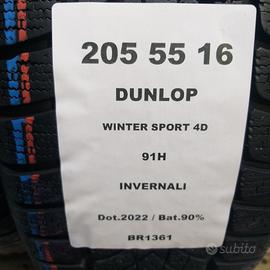 205 55 16
DUNLOP
WINTER SPORT 4D
91H
INVERNALI
Dot.2022 / Bat.90%
BR1361
subito